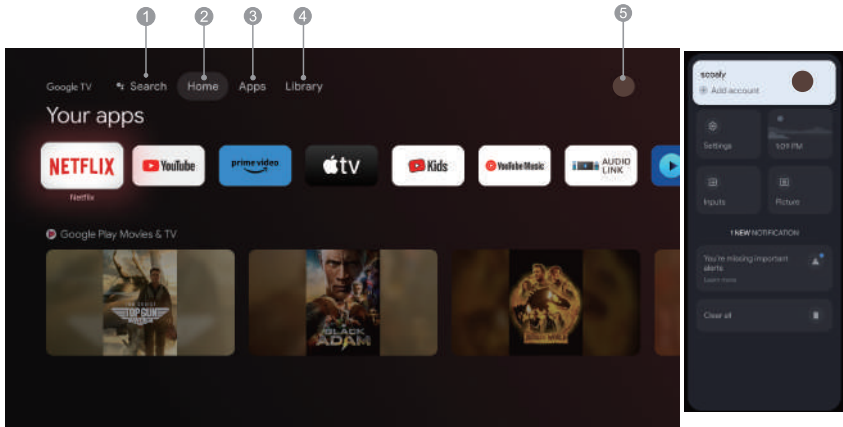 1 2 3 4 5
Google TV Search Home Apps Library
Your apps
NETFLIX YouTube prime video tv Kids YouTube Music AUDIO
LINK
Netflix
Google Play Movies & TV
TOP GUN
BLACK
ADAM
scoaly
Add account
Settings 1:09 PM
Inputs Picture
1 NEW NOTIFICATION
You're missing important
alerts
Learn more
Clear all